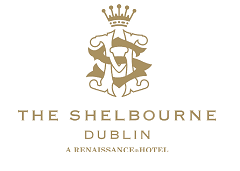 THE SHELBOURNE
DUBLIN
A RENAISSANCE® HOTEL